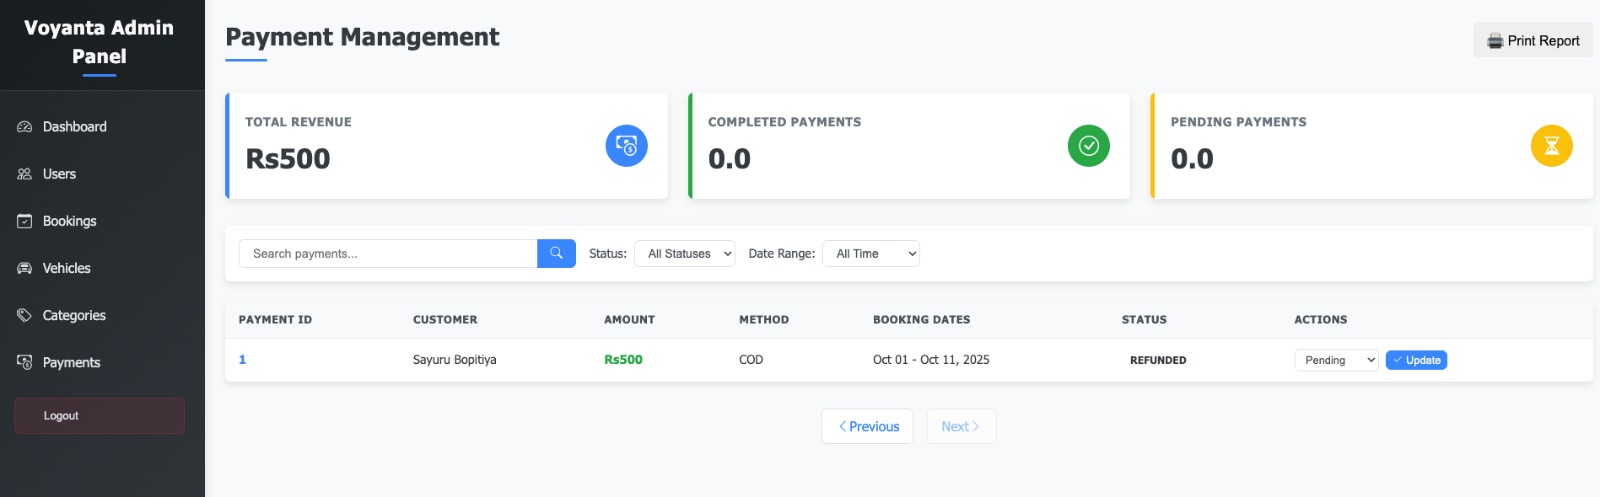 Voyanta Admin
Panel
Dashboard
Users
Bookings
Vehicles
Categories
Payments
Logout
Payment Management
Print Report
TOTAL REVENUE
Rs500
COMPLETED PAYMENTS
0.0
PENDING PAYMENTS
0.0
Search payments... Status: All Statuses Date Range: All Time
PAYMENT ID CUSTOMER AMOUNT METHOD BOOKING DATES STATUS ACTIONS
1 Sayuru Bopitiya Rs500 COD Oct 01 - Oct 11, 2025 REFUNDED Pending Update
Previous Next